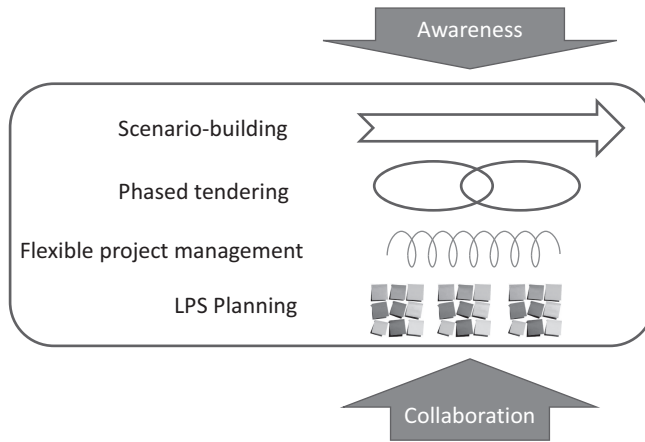 Awareness
Scenario-building
Phased tendering
Flexible project management
LPS Planning
Collaboration